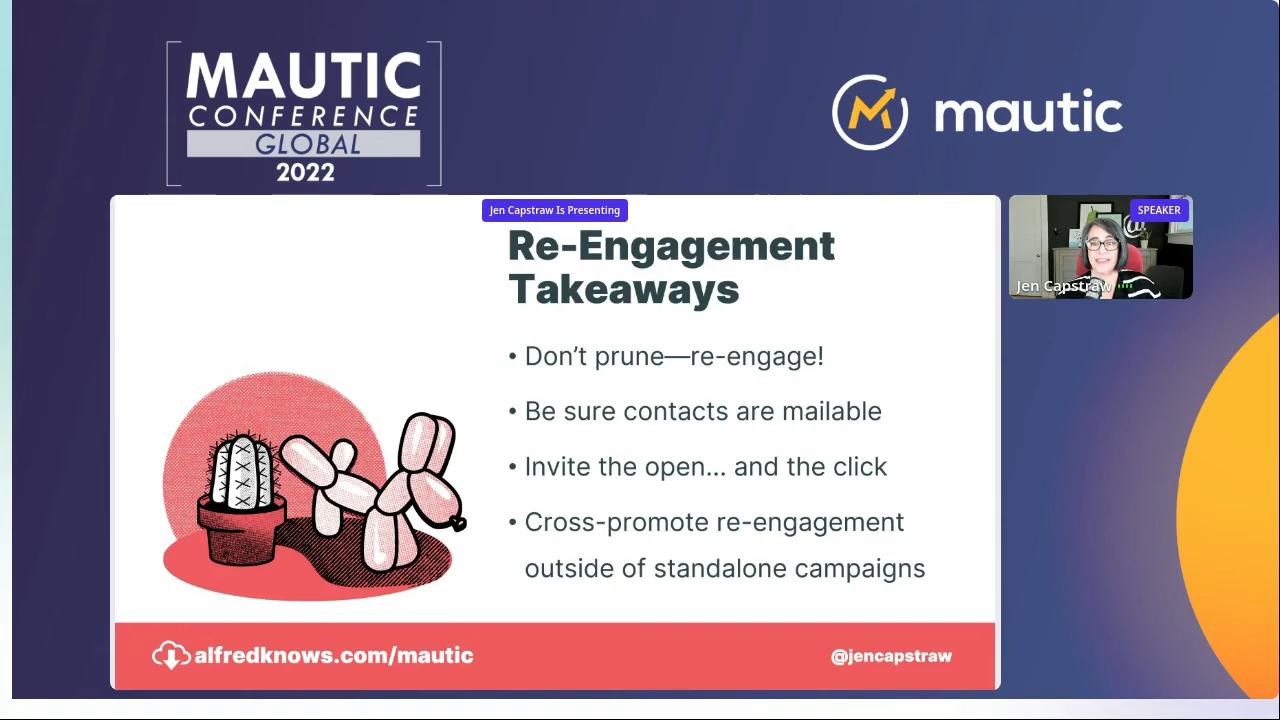 MAUTIC
CONFERENCE
GLOBAL
2022
mautic
Jen Capstraw Is Presenting
SPEAKER
@
Jen Capstraw
Re-Engagement
Takeaways
• Don’t prune—re-engage!
• Be sure contacts are mailable
• Invite the open... and the click
• Cross-promote re-engagement
outside of standalone campaigns
alfredknows.com/mautic
@jencapstraw